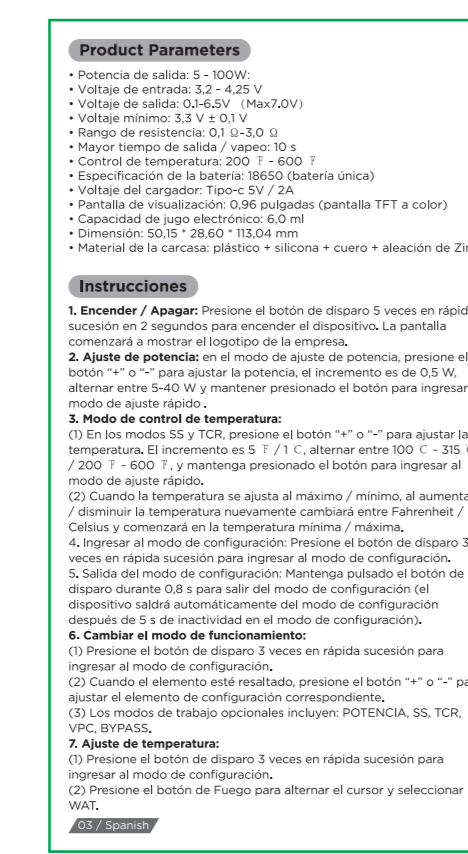 Product Parameters
• Potencia de salida: 5 - 100W:
• Voltaje de entrada: 3,2 - 4,25 V
• Voltaje de salida: 0.1-6.5V （Max7.0V）
• Voltaje mínimo: 3,3 V ± 0,1 V
• Rango de resistencia: 0,1 Ω-3,0 Ω
• Mayor tiempo de salida / vapeo: 10 s
• Control de temperatura: 200 ℉ - 600 ℉
• Especificación de la batería: 18650 (batería única)
• Voltaje del cargador: Tipo-c 5V / 2A
• Pantalla de visualización: 0,96 pulgadas (pantalla TFT a color)
• Capacidad de jugo electrónico: 6,0 ml
• Dimensión: 50,15 * 28,60 * 113,04 mm
• Material de la carcasa: plástico + silicona + cuero + aleación de
Instrucciones
1. Encender / Apagar: Presione el botón de disparo 5 veces en
sucesión en 2 segundos para encender el dispositivo. La pantalla
comenzará a mostrar el logotipo de la empresa.
2. Ajuste de potencia: en el modo de ajuste de potencia, presione el
botón “+” o “-” para ajustar la potencia, el incremento es de 0,5 W,
alternar entre 5-40 W y mantener presionado el botón para ingresar
modo de ajuste rápido .
3. Modo de control de temperatura:
(1) En los modos SS y TCR, presione el botón “+” o “-” para ajustar la
temperatura. El incremento es 5 ℉ / 1 ℃, alternar entre 100 ℃ - 315
/ 200 ℉ - 600 ℉, y mantenga presionado el botón para ingresar al
modo de ajuste rápido.
(2) Cuando la temperatura se ajusta al máximo / mínimo, al
/ disminuir la temperatura nuevamente cambiará entre Fahrenheit /
Celsius y comenzará en la temperatura mínima / máxima.
4. Ingresar al modo de configuración: Presione el botón de disparo 3
veces en rápida sucesión para ingresar al modo de configuración.
5. Salida del modo de configuración: Mantenga pulsado el botón de
disparo durante 0,8 s para salir del modo de configuración (el
dispositivo saldrá automáticamente del modo de configuración
después de 5 s de inactividad en el modo de configuración).
6. Cambiar el modo de funcionamiento:
(1) Presione el botón de disparo 3 veces en rápida sucesión para
ingresar al modo de configuración.
(2) Cuando el elemento esté resaltado, presione el botón “+” o “-”
ajustar el elemento de configuración correspondiente.
(3) Los modos de trabajo opcionales incluyen: POTENCIA, SS, TCR,
VPC, BYPASS.
7. Ajuste de temperatura:
(1) Presione el botón de disparo 3 veces en rápida sucesión para
ingresar al modo de configuración.
(2) Presione el botón de Fuego para alternar el cursor y seleccionar
WAT.
03 / Spanish